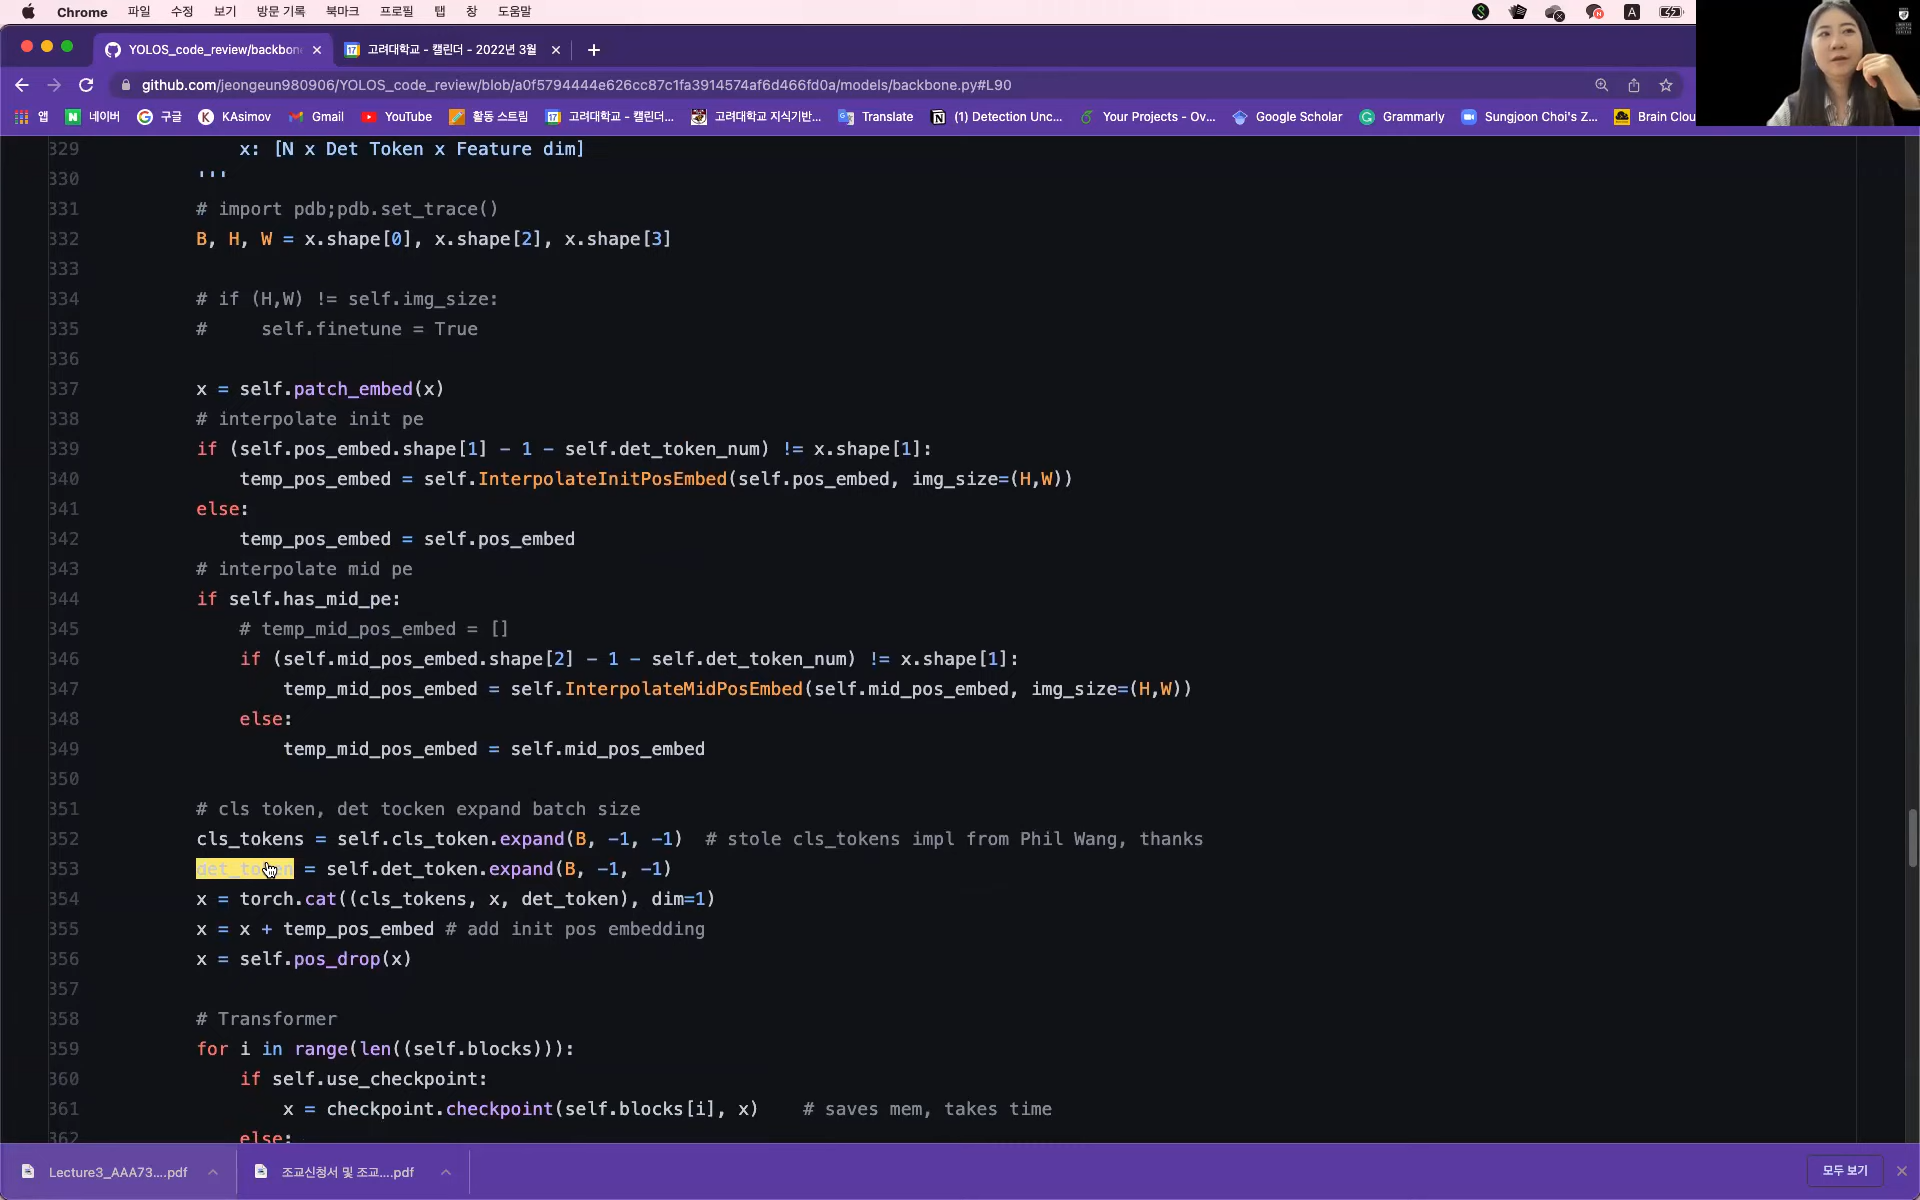 Chrome 파일 수정 보기 방문 기록 북마크 프로필 탭 창 도움말 A
YOLOS_code_review/backbon 17 고려대학교 - 캘린더 - 2022년 3월
github.com/jeongeun980906/YOLOS_code_review/blob/a0f5794444e626cc87c1fa3914574af6d466fd0a/models/backbone.py#L90
앱 네이버 구글 KAsimov Gmail YouTube 활동 스트림 고려대학교 - 캘린더... 고려대학교 지식기반... Translate (1) Detection Unc... Your Projects - Ov... Google Scholar Grammarly Sungjoon Choi's Z... Brain Clou
329 x: [N x Det Token x Feature dim]
330 '''
331 # import pdb;pdb.set_trace()
332 B, H, W = x.shape[0], x.shape[2], x.shape[3]
333
334 # if (H,W) != self.img_size:
335 #     self.finetune = True
336
337 x = self.patch_embed(x)
338 # interpolate init pe
339 if (self.pos_embed.shape[1] - 1 - self.det_token_num) != x.shape[1]:
340 temp_pos_embed = self.InterpolateInitPosEmbed(self.pos_embed, img_size=(H,W))
341 else:
342 temp_pos_embed = self.pos_embed
343 # interpolate mid pe
344 if self.has_mid_pe:
345 # temp_mid_pos_embed = []
346 if (self.mid_pos_embed.shape[2] - 1 - self.det_token_num) != x.shape[1]:
347 temp_mid_pos_embed = self.InterpolateMidPosEmbed(self.mid_pos_embed, img_size=(H,W))
348 else:
349 temp_mid_pos_embed = self.mid_pos_embed
350
351 # cls token, det tocken expand batch size
352 cls_tokens = self.cls_token.expand(B, -1, -1)  # stole cls_tokens impl from Phil Wang, thanks
353 det_token = self.det_token.expand(B, -1, -1)
354 x = torch.cat((cls_tokens, x, det_token), dim=1)
355 x = x + temp_pos_embed # add init pos embedding
356 x = self.pos_drop(x)
357
358 # Transformer
359 for i in range(len((self.blocks))):
360 if self.use_checkpoint:
361 x = checkpoint.checkpoint(self.blocks[i], x)    # saves mem, takes time
362 else:
Lecture3_AAA73....pdf 조교신청서 및 조교....pdf 모두 보기